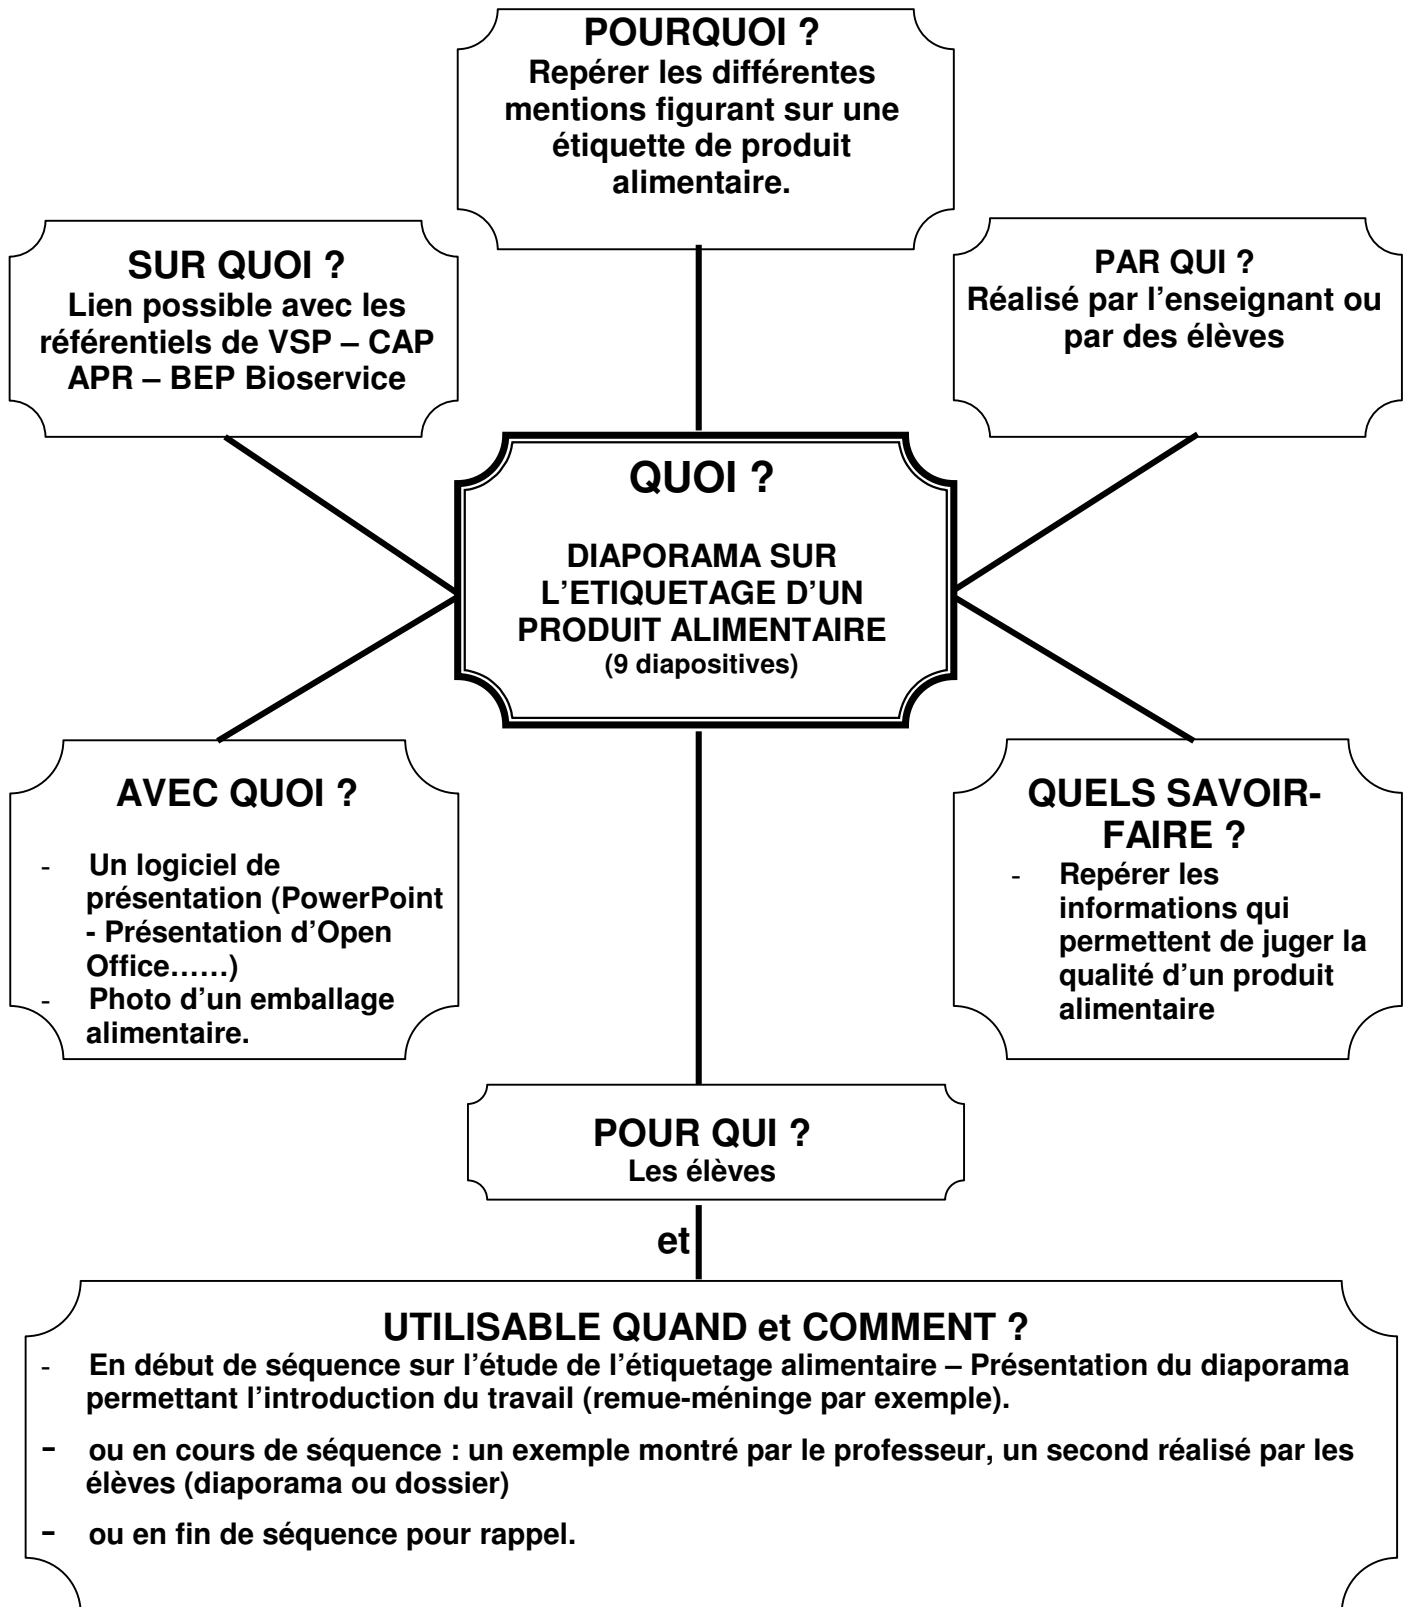 POURQUOI ?
Repérer les différentes
mentions figurant sur une
étiquette de produit
alimentaire.
SUR QUOI ?
Lien possible avec les
référentiels de VSP – CAP
APR – BEP Bioservice
PAR QUI ?
Réalisé par l’enseignant ou
par des élèves
QUOI ?
DIAPORAMA SUR
L’ETIQUETAGE D’UN
PRODUIT ALIMENTAIRE
(9 diapositives)
AVEC QUOI ?
- Un logiciel de
présentation (PowerPoint
- Présentation d’Open
Office……)
- Photo d’un emballage
alimentaire.
QUELS SAVOIR-
FAIRE ?
- Repérer les
informations qui
permettent de juger la
qualité d’un produit
alimentaire
POUR QUI ?
Les élèves
et
UTILISABLE QUAND et COMMENT ?
- En début de séquence sur l’étude de l’étiquetage alimentaire – Présentation du diaporama
permettant l’introduction du travail (remue-méninge par exemple).
- ou en cours de séquence : un exemple montré par le professeur, un second réalisé par les
élèves (diaporama ou dossier)
- ou en fin de séquence pour rappel.